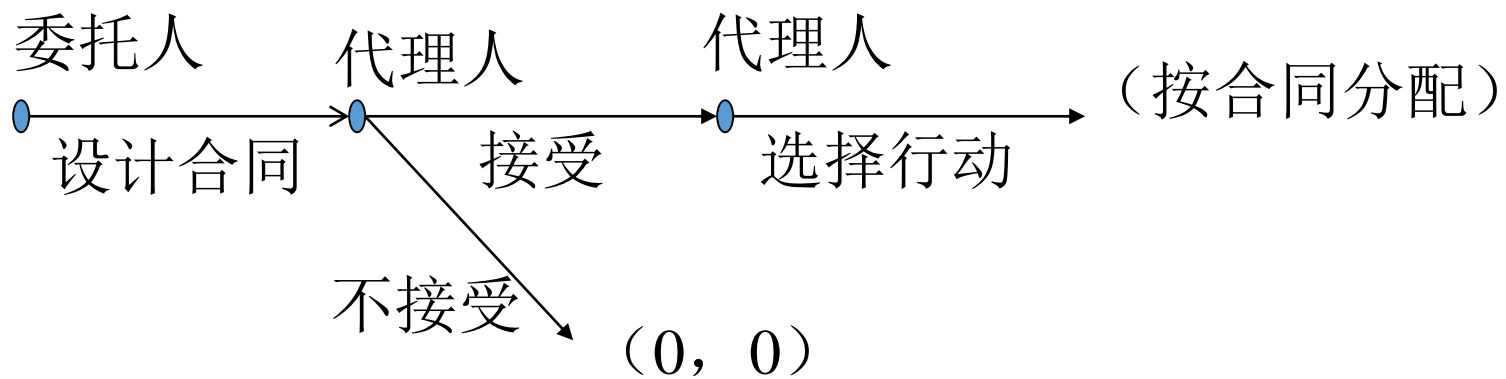 委托人
代理人
代理人
（按合同分配）
设计合同
接受
选择行动
不接受
（0，0）